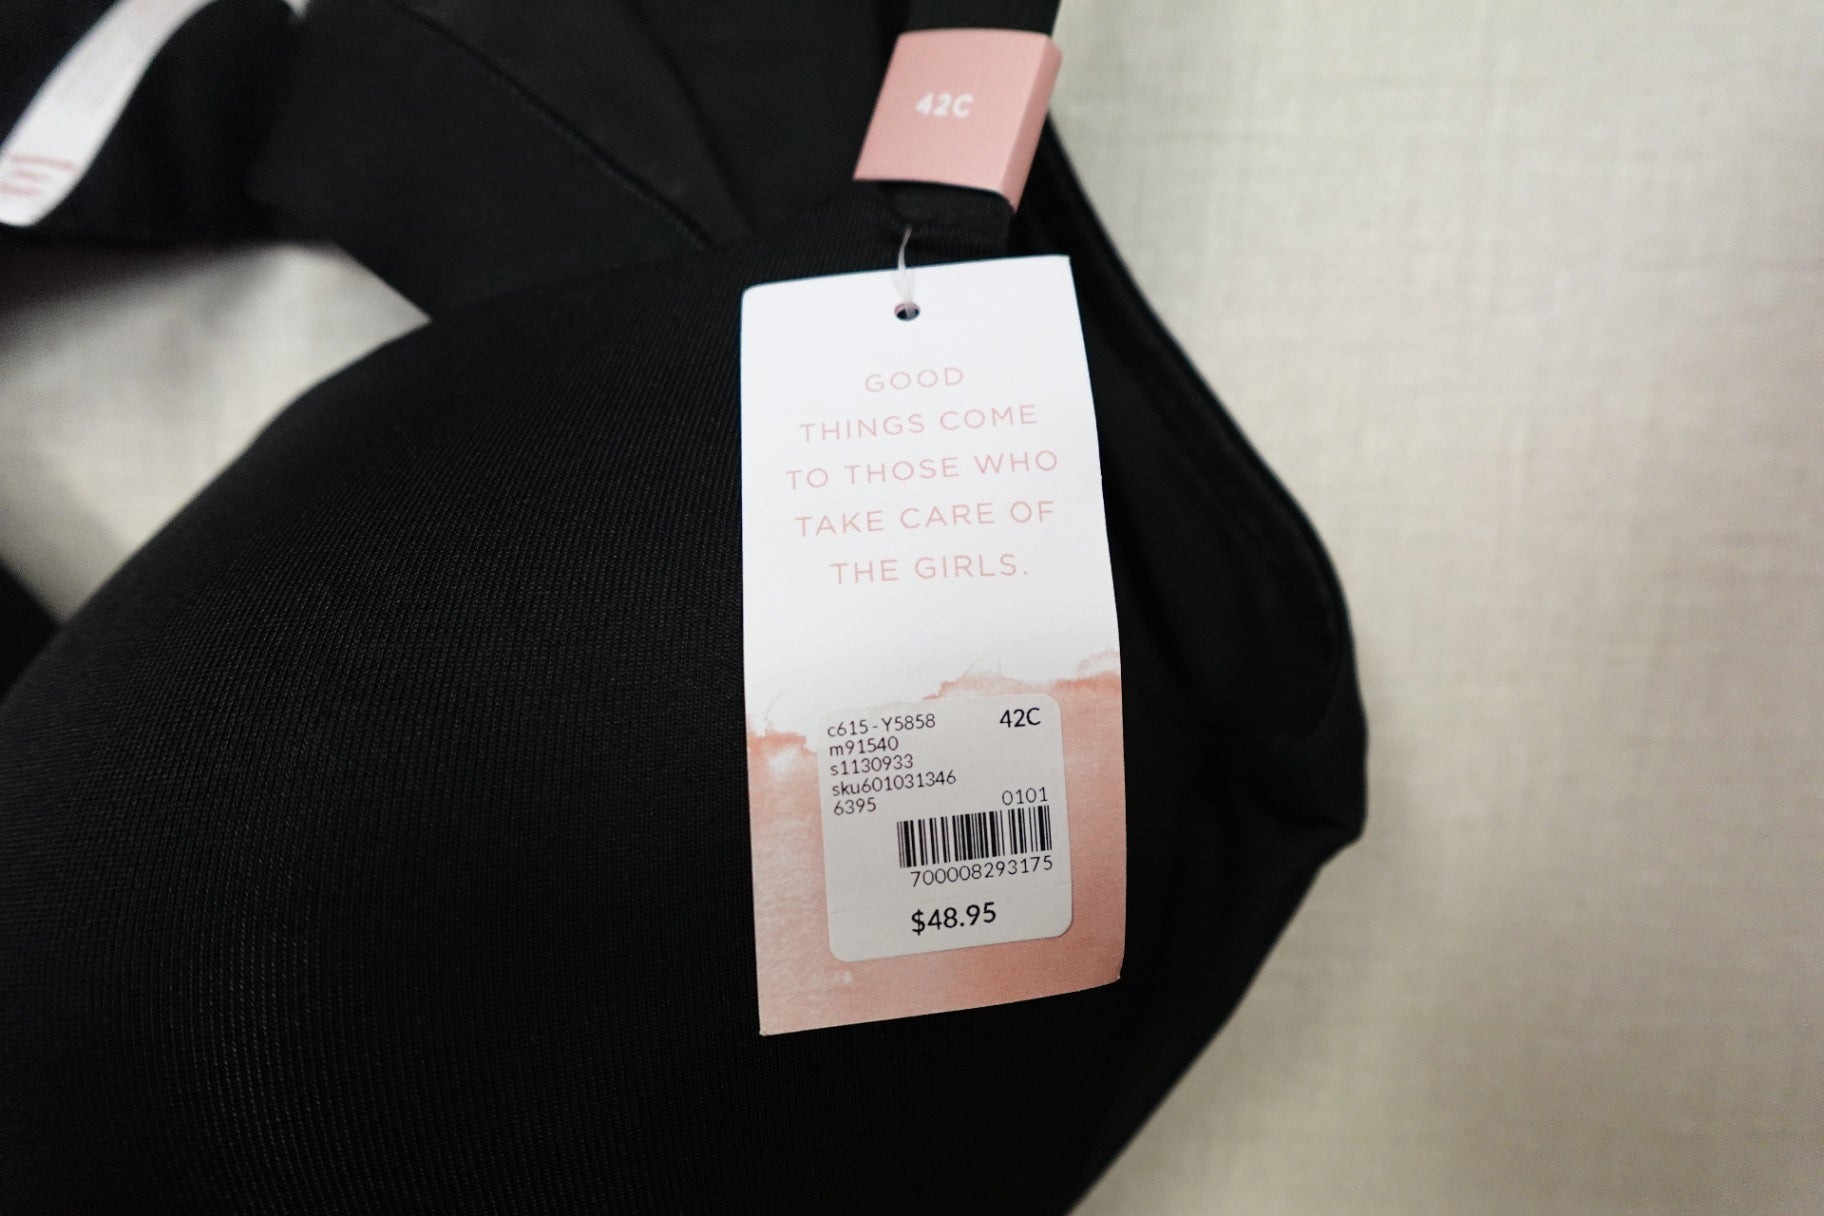 42C
GOOD
THINGS COME
TO THOSE WHO
TAKE CARE OF
THE GIRLS.
c615-Y5858 42C
m91540
s1130933
sku601031346
6395 0101
700008293175
$48.95